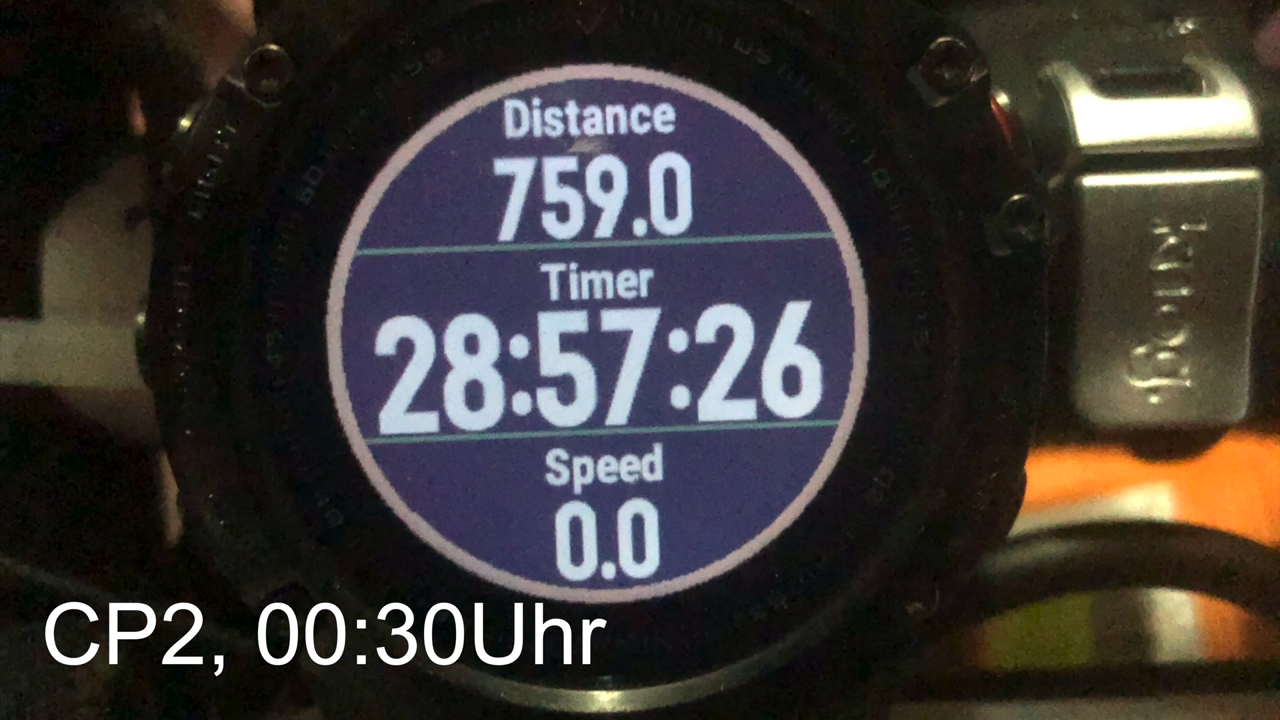 Distance
759.0
Timer
28:57:26
Speed
0.0
CP2, 00:30Uhr